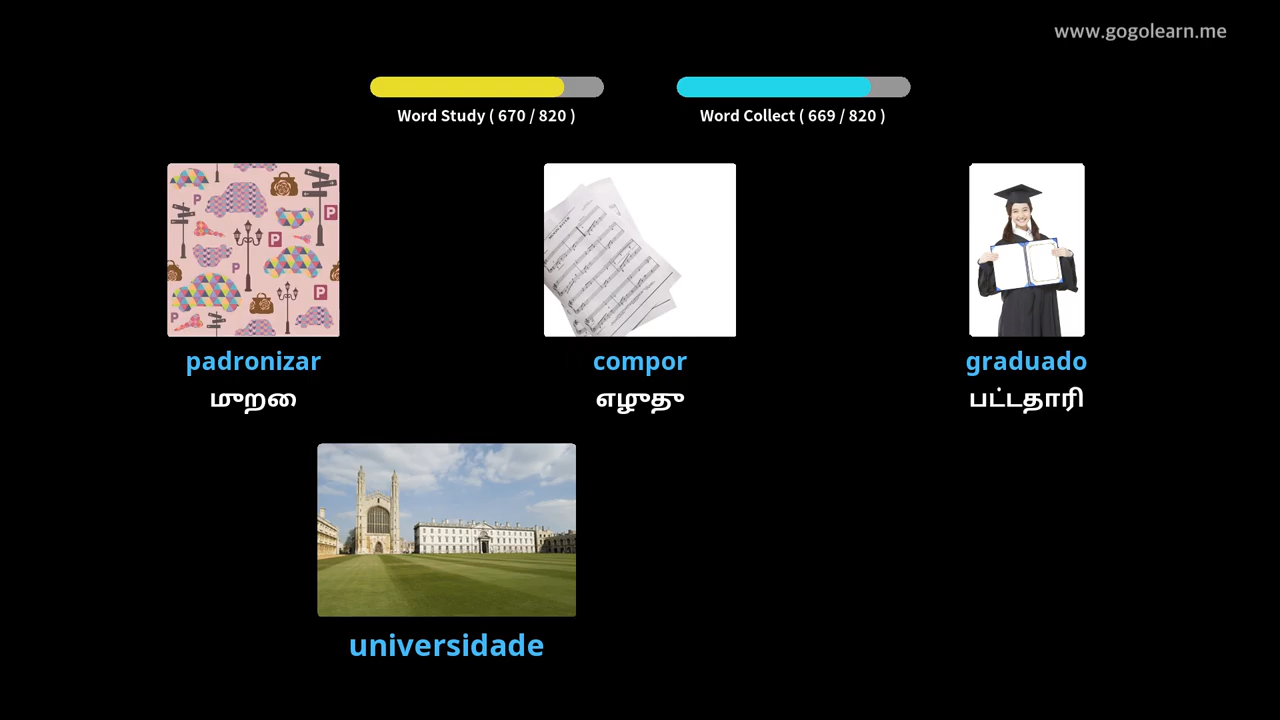 www.gogolearn.me
Word Study ( 670 / 820 )
Word Collect ( 669 / 820 )
P
P
P
P
P
P
padronizar
முறை
compor
எழுது
graduado
பட்டதாரி
universidade